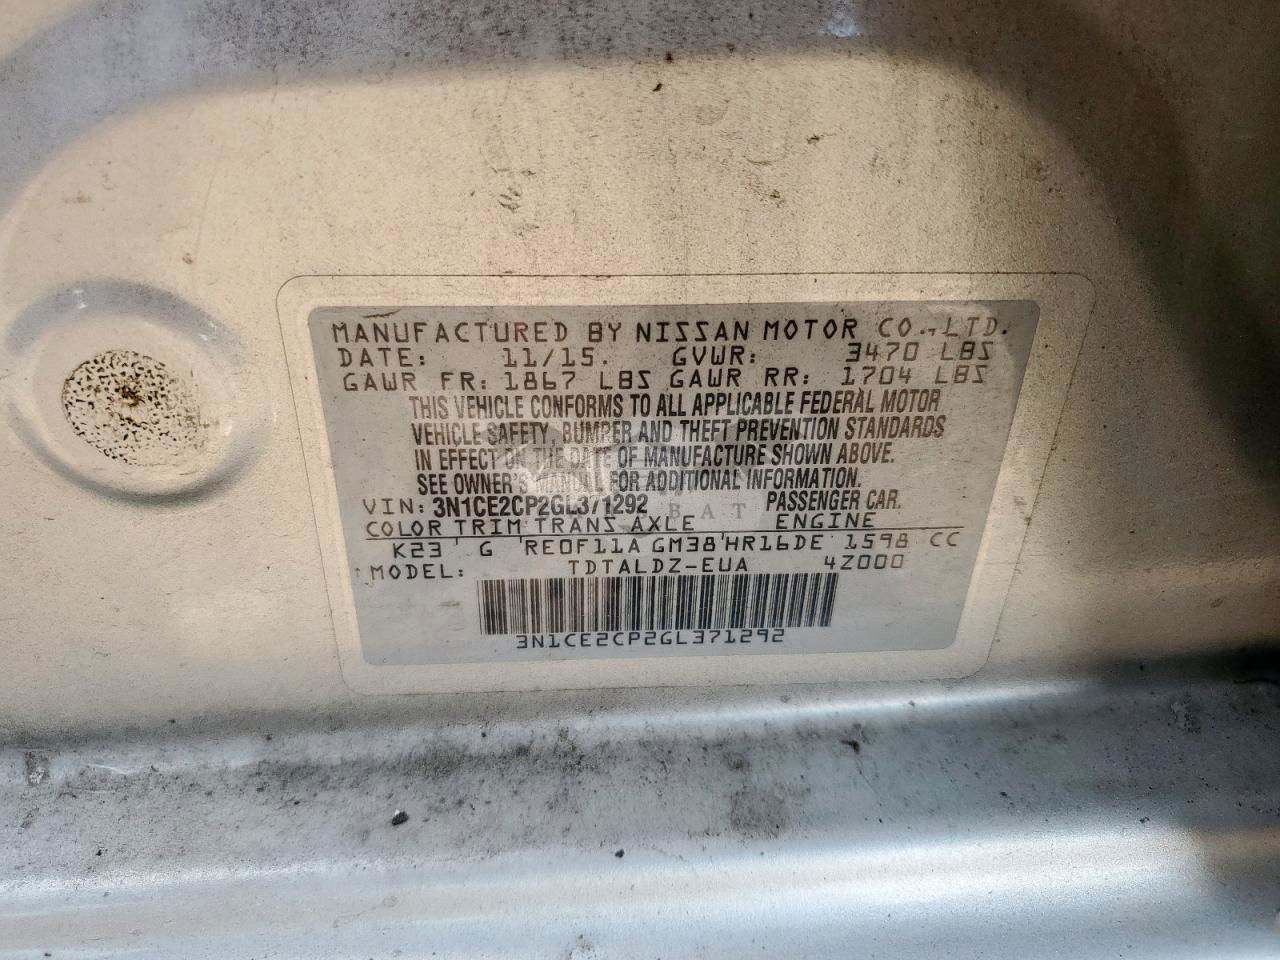 MANUFACTURED BY NISSAN MOTOR CO.,LTD.
DATE: 11/15. GVWR: 3470 LBS
GAWR FR: 1867 LBS GAWR RR: 1704 LBS
THIS VEHICLE CONFORMS TO ALL APPLICABLE FEDERAL MOTOR
VEHICLE SAFETY, BUMPER AND THEFT PREVENTION STANDARDS
IN EFFECT ON THE DATE OF MANUFACTURE SHOWN ABOVE.
SEE OWNER'S MANUAL FOR ADDITIONAL INFORMATION.
VIN: 3N1CE2CP2GL371292 PASSENGER CAR.
COLOR TRIM TRANS AXLE ENGINE
K23 G RE0F11A GM38 HR16DE 1598 CC
MODEL: TDTALDZ-EUA 4Z000
3N1CE2CP2GL371292